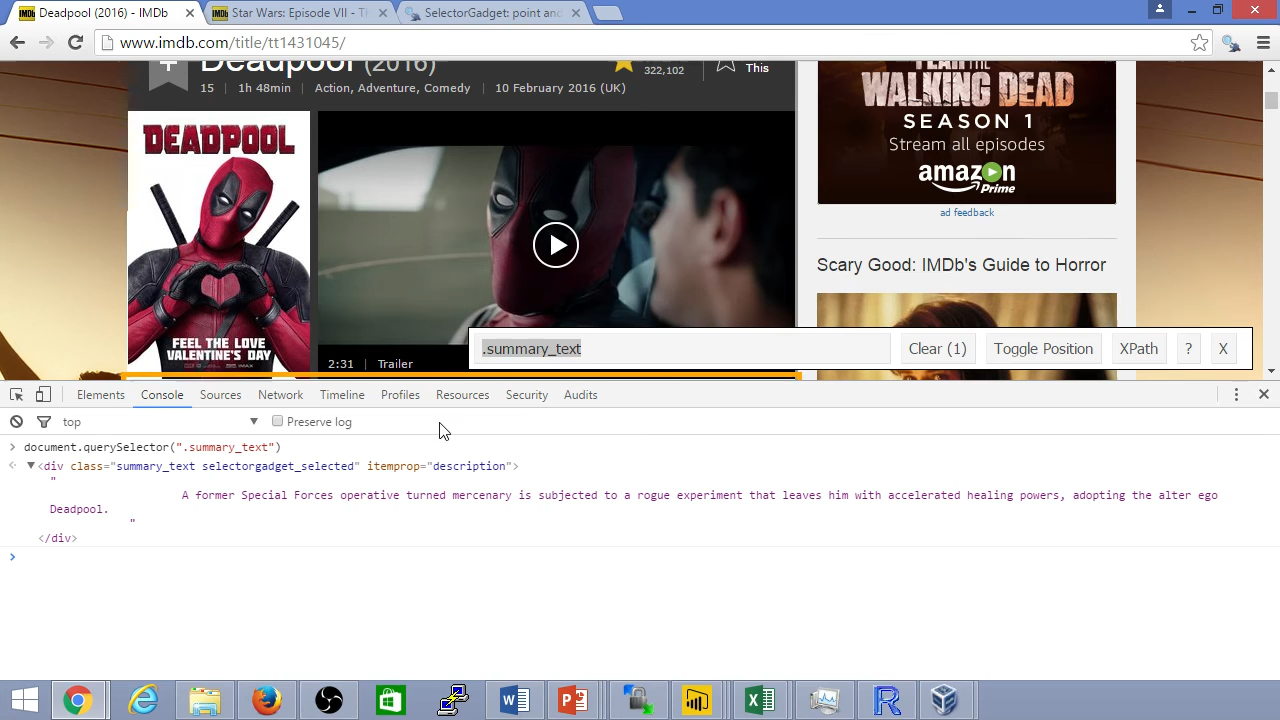 Deadpool (2016) - IMDb
Star Wars: Episode VII - Th
SelectorGadget: point and
www.imdb.com/title/tt1431045/
Deadpool (2016)
322,102
This
15 | 1h 48min | Action, Adventure, Comedy | 10 February 2016 (UK)
FEAR THE
WALKING DEAD
SEASON 1
Stream all episodes
amazon
Prime
ad feedback
DEADPOOL
FEEL THE LOVE
VALENTINE'S DAY
Scary Good: IMDb's Guide to Horror
2:31 | Trailer
.summary_text
Clear (1)
Toggle Position
XPath
?
X
Elements Console Sources Network Timeline Profiles Resources Security Audits
top
Preserve log
document.querySelector(".summary_text")
<div class="summary_text selectorgadget_selected" itemprop="description">
"
A former Special Forces operative turned mercenary is subjected to a rogue experiment that leaves him with accelerated healing powers, adopting the alter ego
Deadpool.
"
</div>